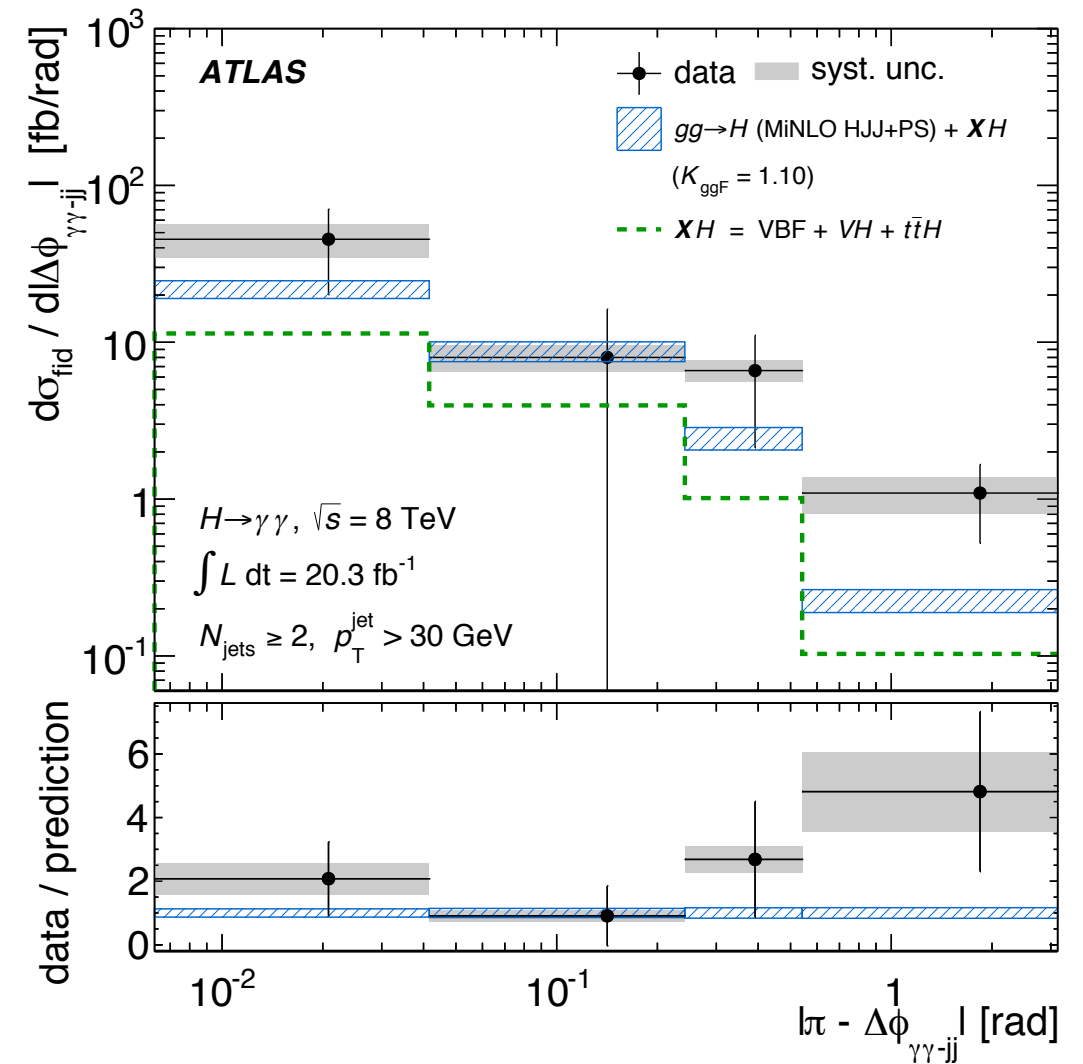 ATLAS
data
syst. unc.
gg→H (MiNLO HJJ+PS) + XH
(K_ggF = 1.10)
XH = VBF + VH + tt̄H
dσ_fid / d|Δϕ_γγ-jj| [fb/rad]
10³
10²
10
1
10⁻¹
H→γγ, √s = 8 TeV
∫ L dt = 20.3 fb⁻¹
N_jets ≥ 2, p_T^jet > 30 GeV
data / prediction
6
4
2
0
10⁻² 10⁻¹ 1
|π - Δϕ_γγ-jj| [rad]